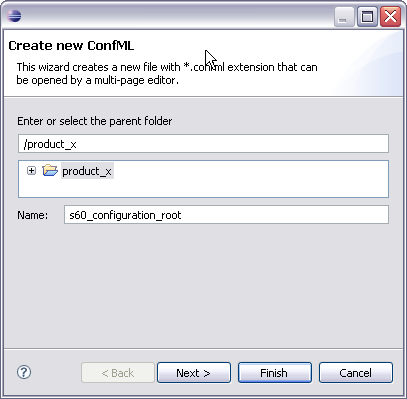 Create new ConfML
This wizard creates a new file with *.confml extension that can
be opened by a multi-page editor.
Enter or select the parent folder
/product_x
product_x
Name: s60_configuration_root
< Back Next > Finish Cancel